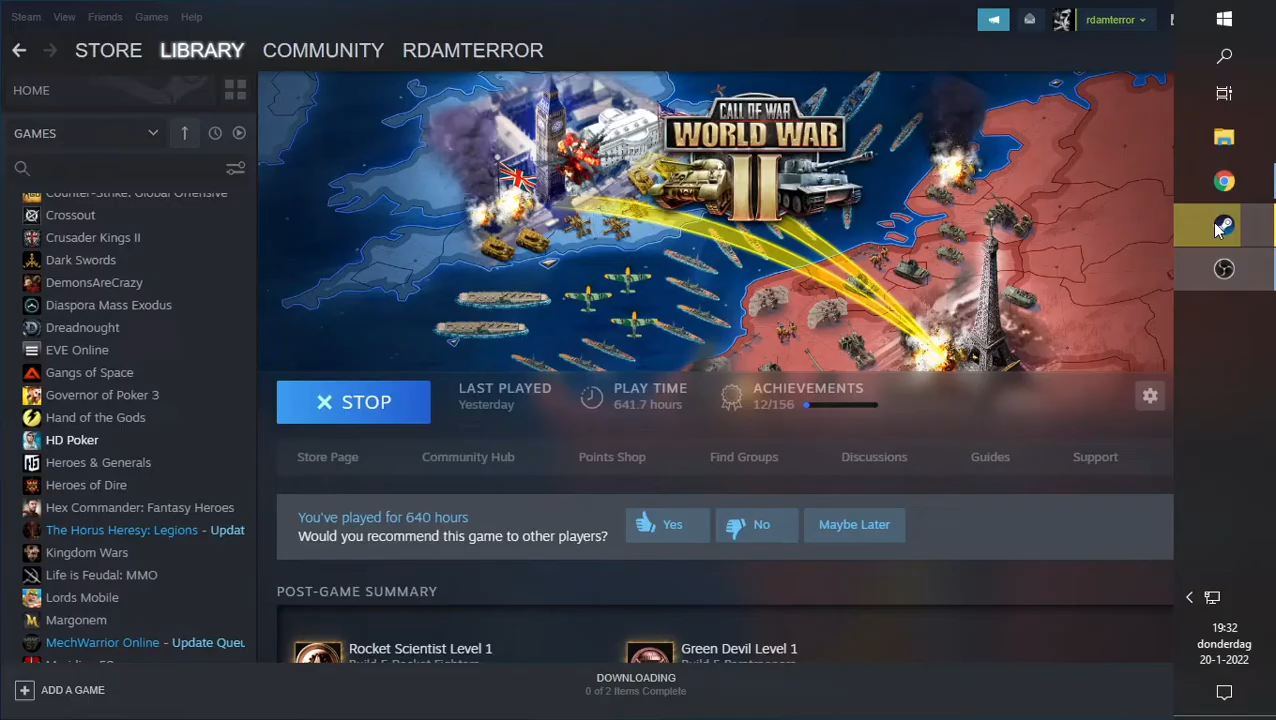 Steam View Friends Games Help
rdamterror
STORE LIBRARY COMMUNITY RDAMTERROR
HOME
GAMES
Counter-Strike: Global Offensive
Crossout
Crusader Kings II
Dark Swords
DemonsAreCrazy
Diaspora Mass Exodus
Dreadnought
EVE Online
Gangs of Space
Governor of Poker 3
Hand of the Gods
HD Poker
Heroes & Generals
Heroes of Dire
Hex Commander: Fantasy Heroes
The Horus Heresy: Legions - Updat
Kingdom Wars
Life is Feudal: MMO
Lords Mobile
Margonem
MechWarrior Online - Update Queu
ADD A GAME
CALL OF WAR
WORLD WAR
II
STOP
LAST PLAYED
Yesterday
PLAY TIME
641.7 hours
ACHIEVEMENTS
12/156
Store Page Community Hub Points Shop Find Groups Discussions Guides Support
You've played for 640 hours
Would you recommend this game to other players?
Yes No Maybe Later
POST-GAME SUMMARY
Rocket Scientist Level 1
Green Devil Level 1
DOWNLOADING
0 of 2 Items Complete
19:32
donderdag
20-1-2022